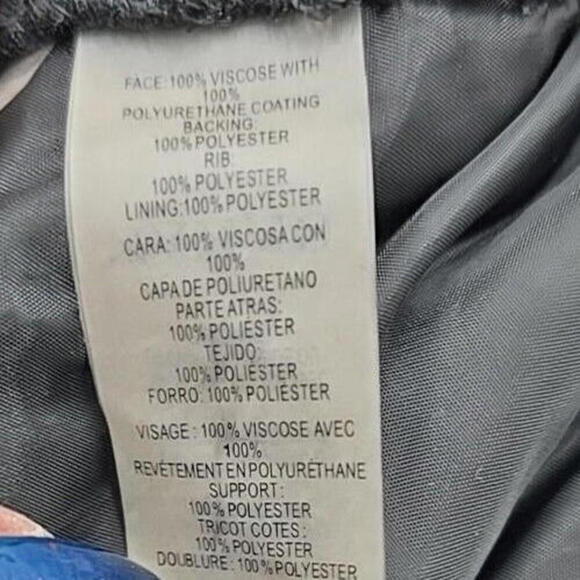 FACE: 100% VISCOSE WITH
100%
POLYURETHANE COATING
BACKING:
100% POLYESTER
RIB:
100% POLYESTER
LINING:100% POLYESTER
CARA: 100% VISCOSA CON
100%
CAPA DE POLIURETANO
PARTE ATRAS:
100% POLIESTER
TEJIDO:
100% POLIESTER
FORRO: 100% POLIESTER
VISAGE : 100% VISCOSE AVEC
100%
REVÊTEMENT EN POLYURÉTHANE
SUPPORT :
100% POLYESTER
TRICOT COTES :
100% POLYESTER
DOUBLURE : 100% POLYESTER